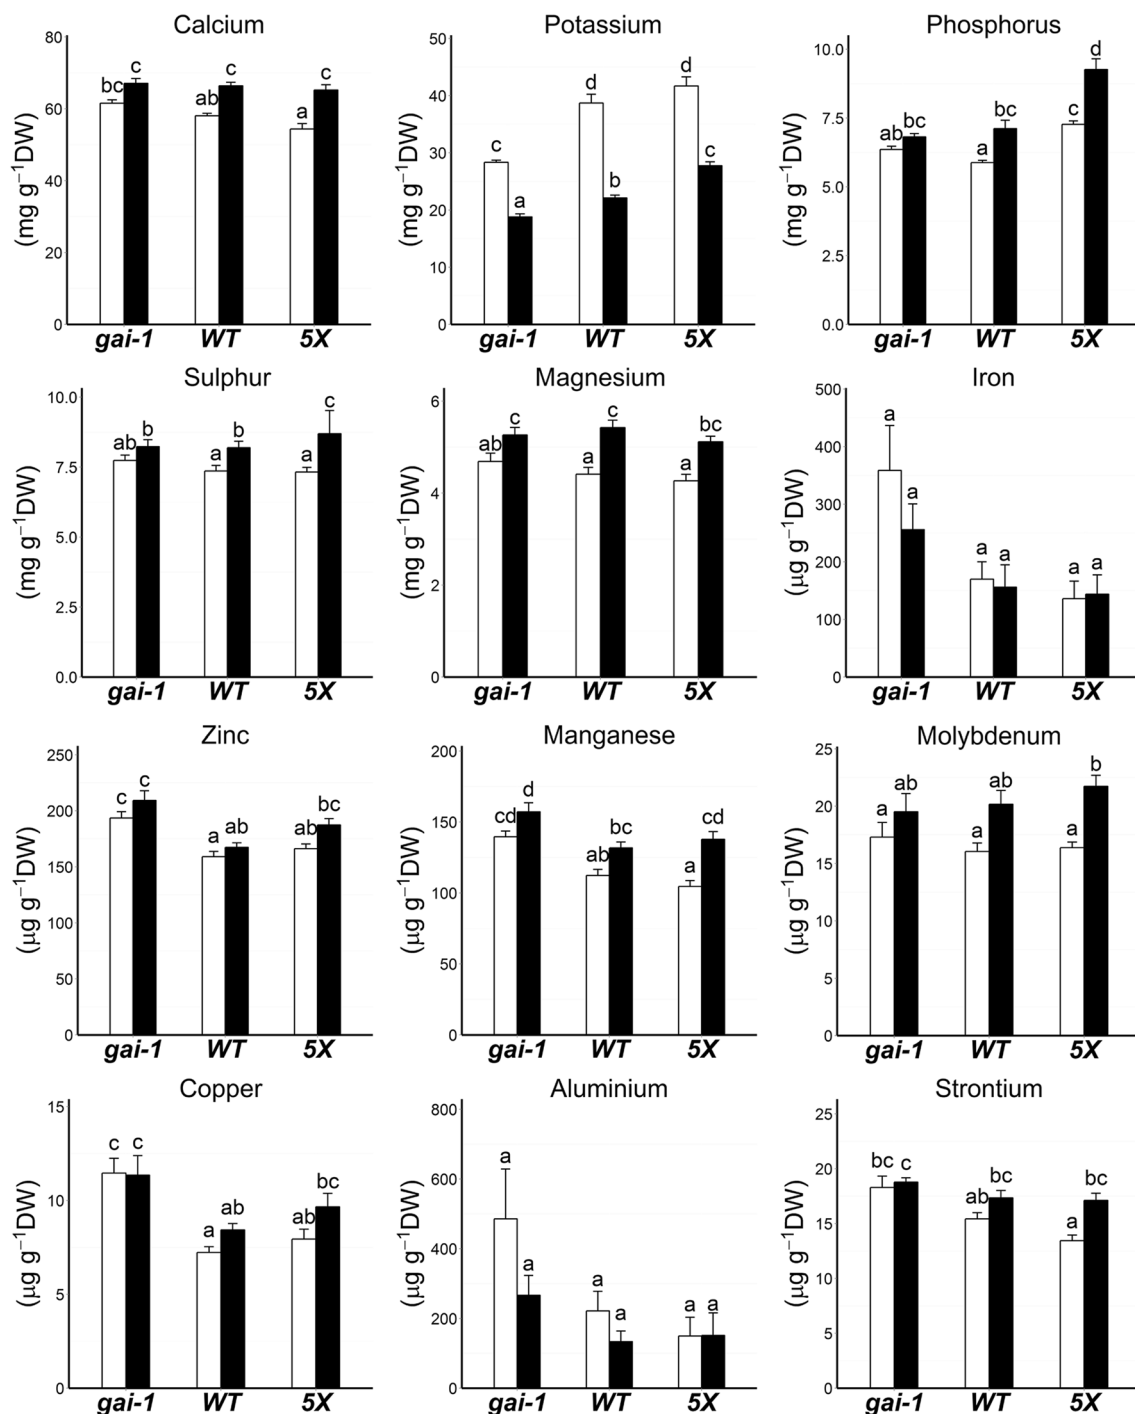 Calcium
80
60
40
20
0
(mg g⁻¹DW)
bc c ab c a c
gai-1 WT 5X
Potassium
50
40
30
20
10
0
(mg g⁻¹DW)
c a d b d c
gai-1 WT 5X
Phosphorus
10.0
7.5
5.0
2.5
0.0
(mg g⁻¹DW)
ab bc a bc c d
gai-1 WT 5X
Sulphur
10.0
7.5
5.0
2.5
0.0
(mg g⁻¹DW)
ab b a b a c
gai-1 WT 5X
Magnesium
6
4
2
0
(mg g⁻¹DW)
ab c a c a bc
gai-1 WT 5X
Iron
500
400
300
200
100
0
(µg g⁻¹DW)
a a a a a a
gai-1 WT 5X
Zinc
250
200
150
100
50
0
(µg g⁻¹DW)
c c a ab ab bc
gai-1 WT 5X
Manganese
200
150
100
50
0
(µg g⁻¹DW)
cd d ab bc a cd
gai-1 WT 5X
Molybdenum
25
20
15
10
5
0
(µg g⁻¹DW)
a ab a ab a b
gai-1 WT 5X
Copper
15
10
5
0
(µg g⁻¹DW)
c c a ab ab bc
gai-1 WT 5X
Aluminium
800
600
400
200
0
(µg g⁻¹DW)
a a a a a a
gai-1 WT 5X
Strontium
25
20
15
10
5
0
(µg g⁻¹DW)
bc c ab bc a bc
gai-1 WT 5X